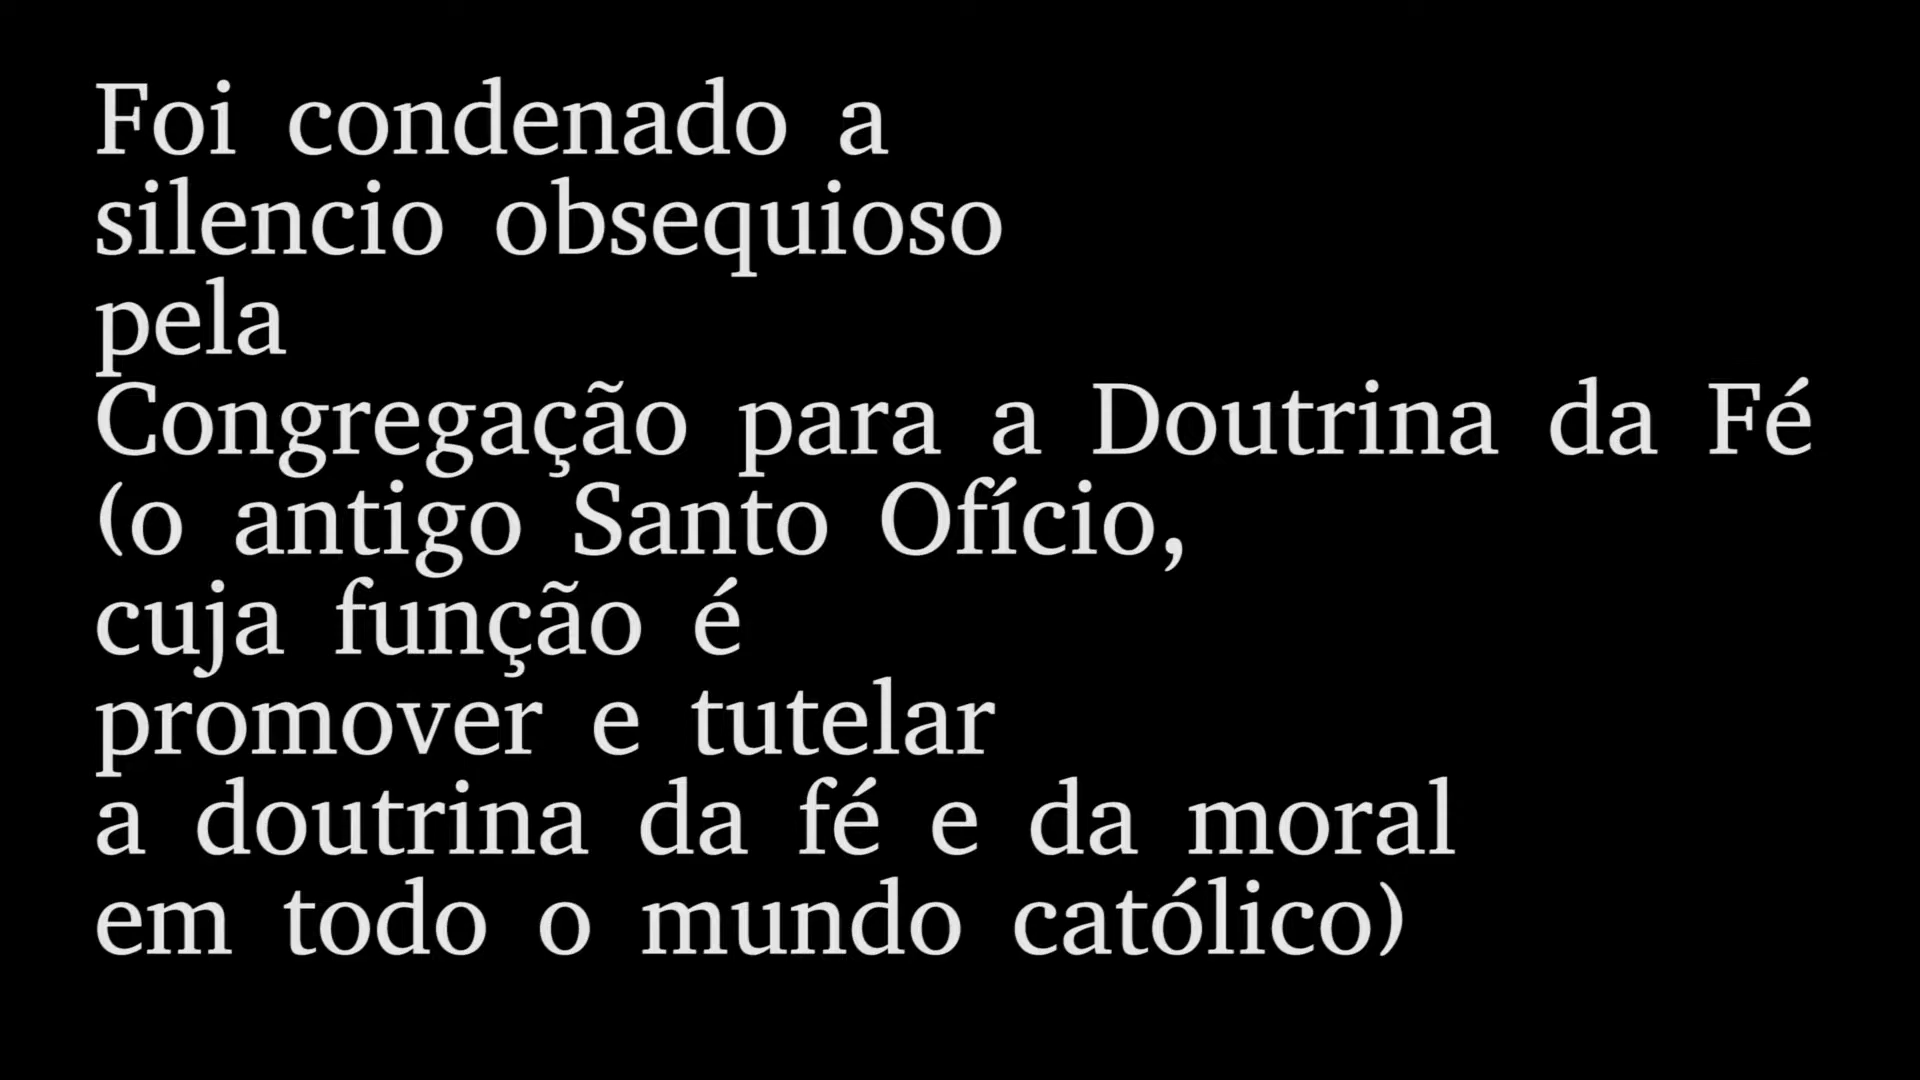 Foi condenado a
silencio obsequioso
pela
Congregação para a Doutrina da Fé
(o antigo Santo Ofício,
cuja função é
promover e tutelar
a doutrina da fé e da moral
em todo o mundo católico)